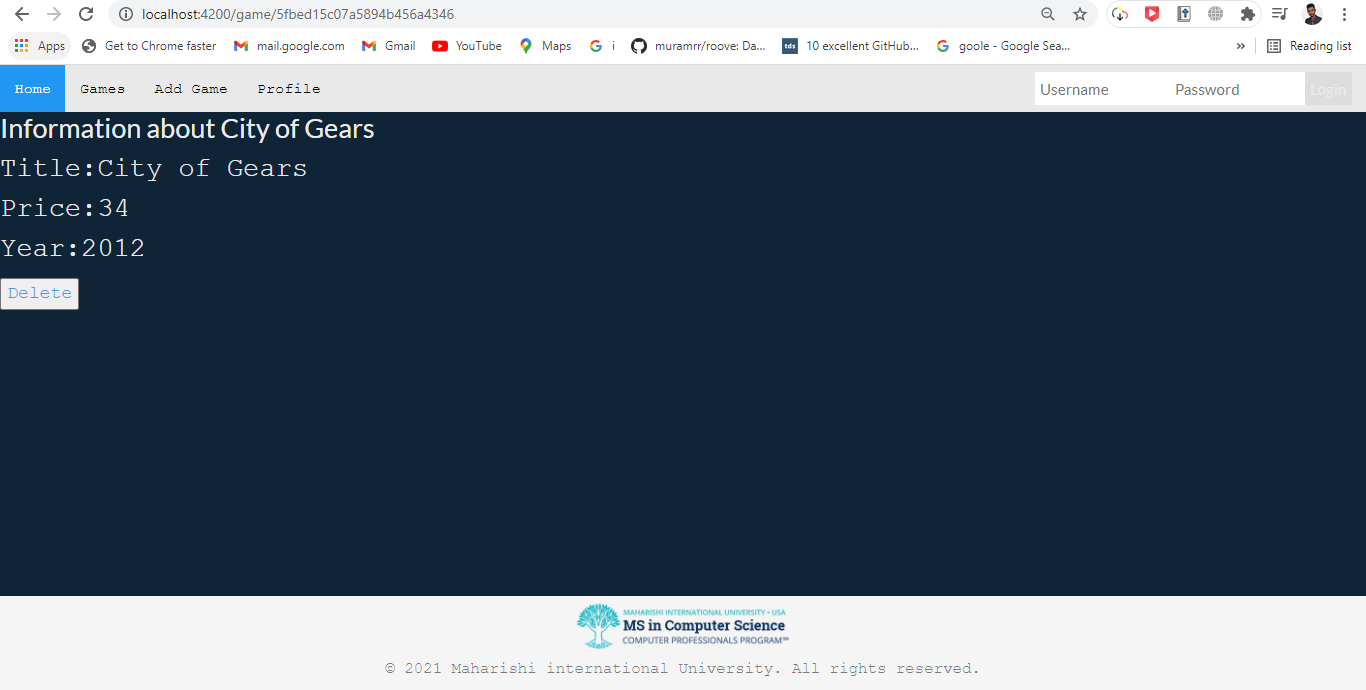 localhost:4200/game/5fbed15c07a5894b456a4346
Apps Get to Chrome faster mail.google.com Gmail YouTube Maps i muramrr/roove: Da... tds 10 excellent GitHub... goole - Google Sea... » Reading list
Home Games Add Game Profile Username Password Login
Information about City of Gears
Title:City of Gears
Price:34
Year:2012
Delete
MAHARISHI INTERNATIONAL UNIVERSITY • USA
MS in Computer Science
COMPUTER PROFESSIONALS PROGRAM℠
© 2021 Maharishi international University. All rights reserved.